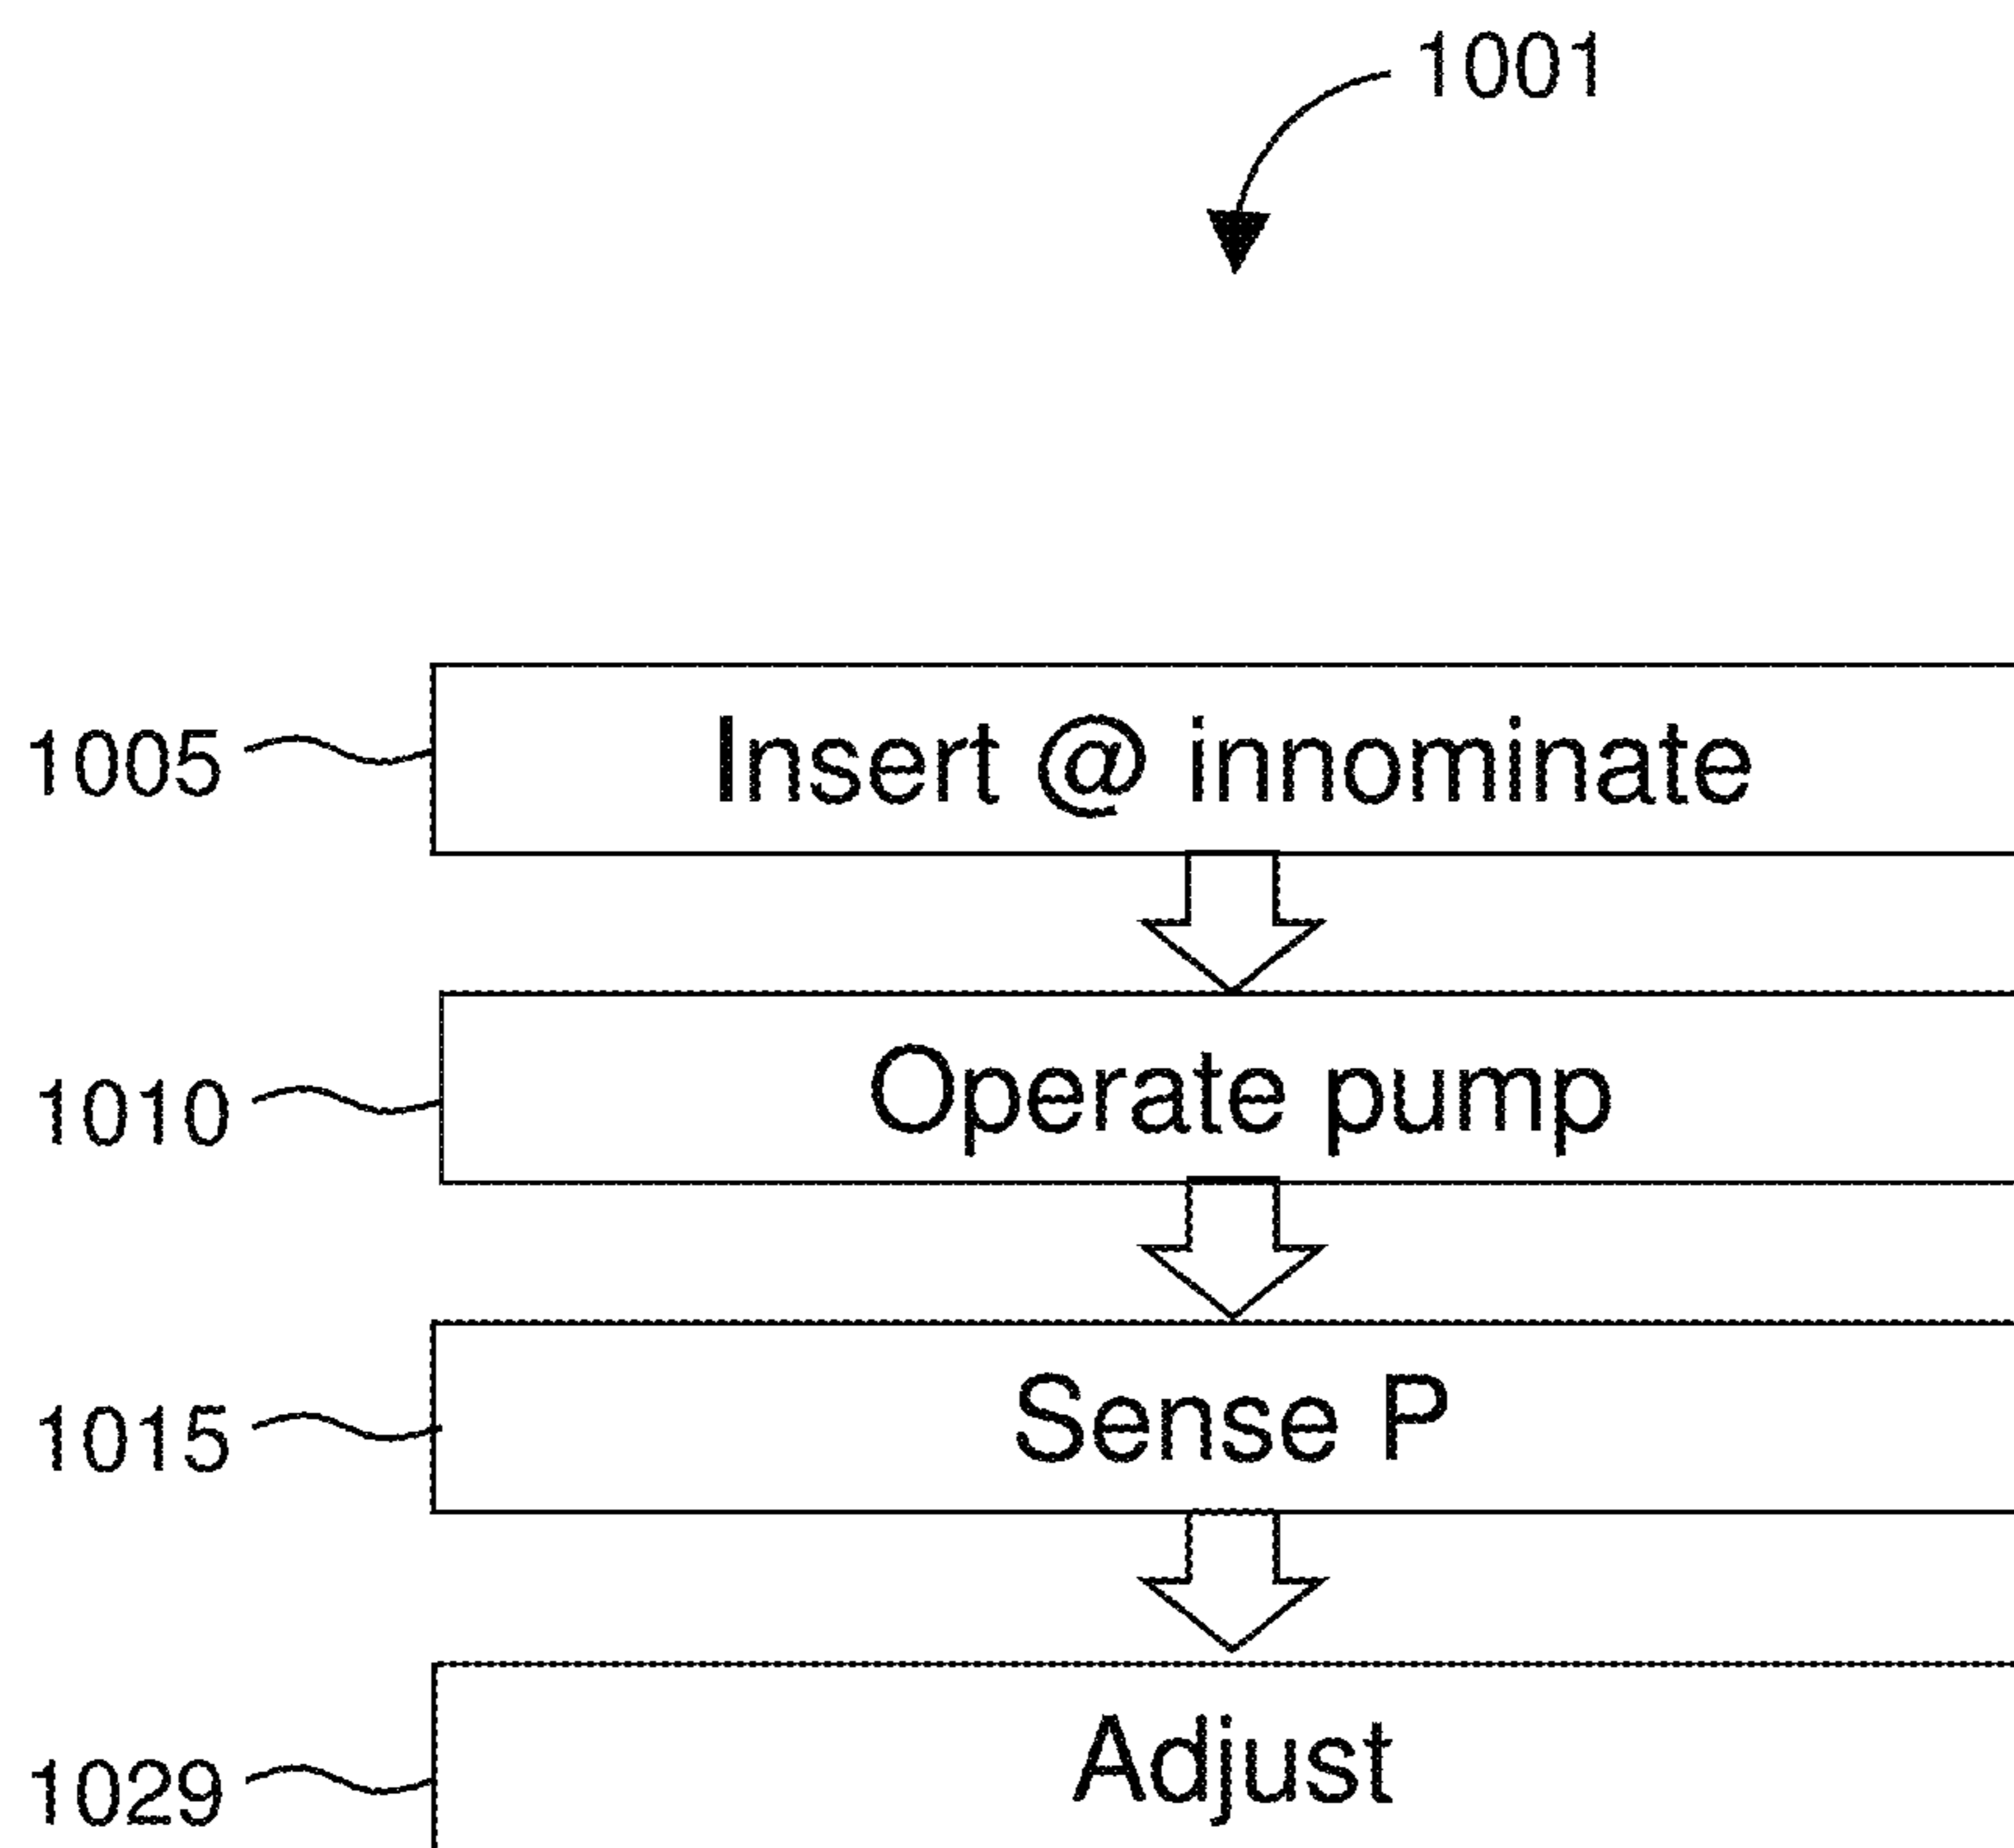 1001
1005 Insert @ innominate
1010 Operate pump
1015 Sense P
1029 Adjust